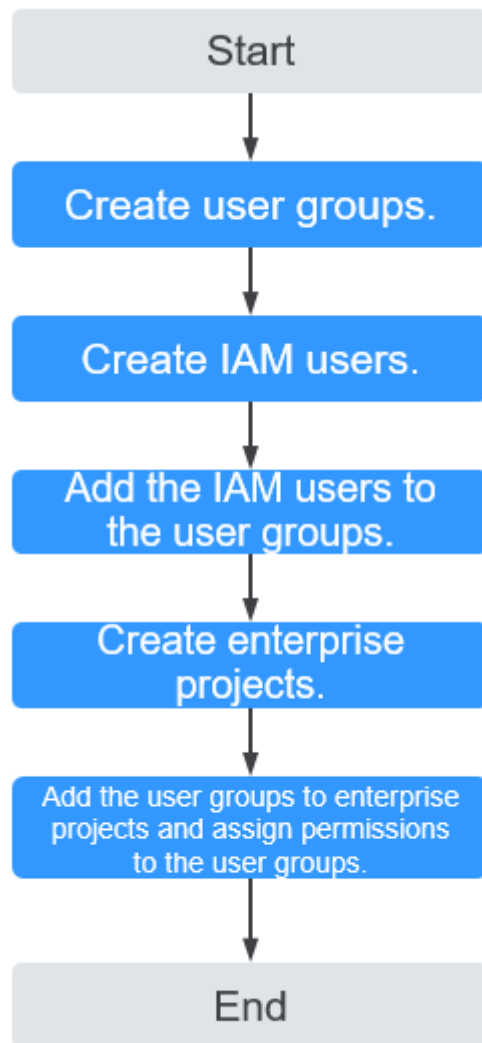 Start
Create user groups.
Create IAM users.
Add the IAM users to
the user groups.
Create enterprise
projects.
Add the user groups to enterprise
projects and assign permissions
to the user groups.
End